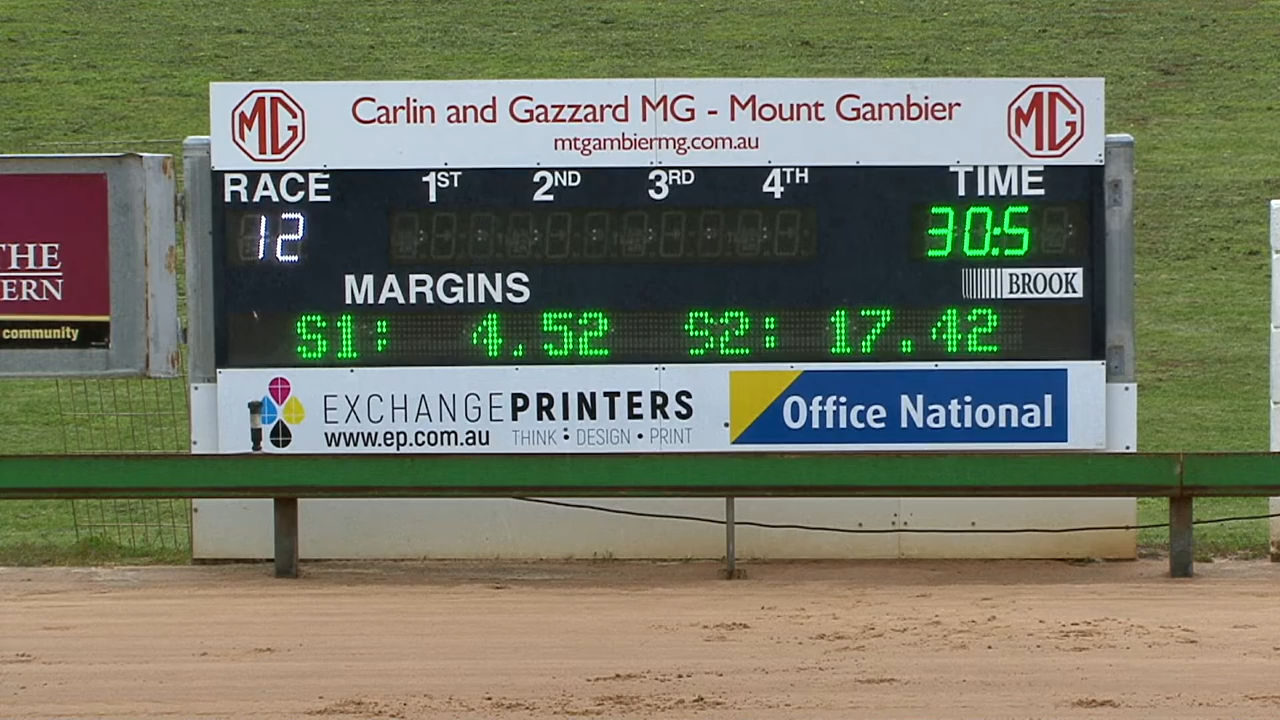 MG Carlin and Gazzard MG - Mount Gambier MG
mtgambiermg.com.au
RACE 1ST 2ND 3RD 4TH TIME
12 30:5
MARGINS BROOK
S1: 4.52 S2: 17.42
THE
ERN
community
EXCHANGEPRINTERS
www.ep.com.au THINK : DESIGN • PRINT
Office National